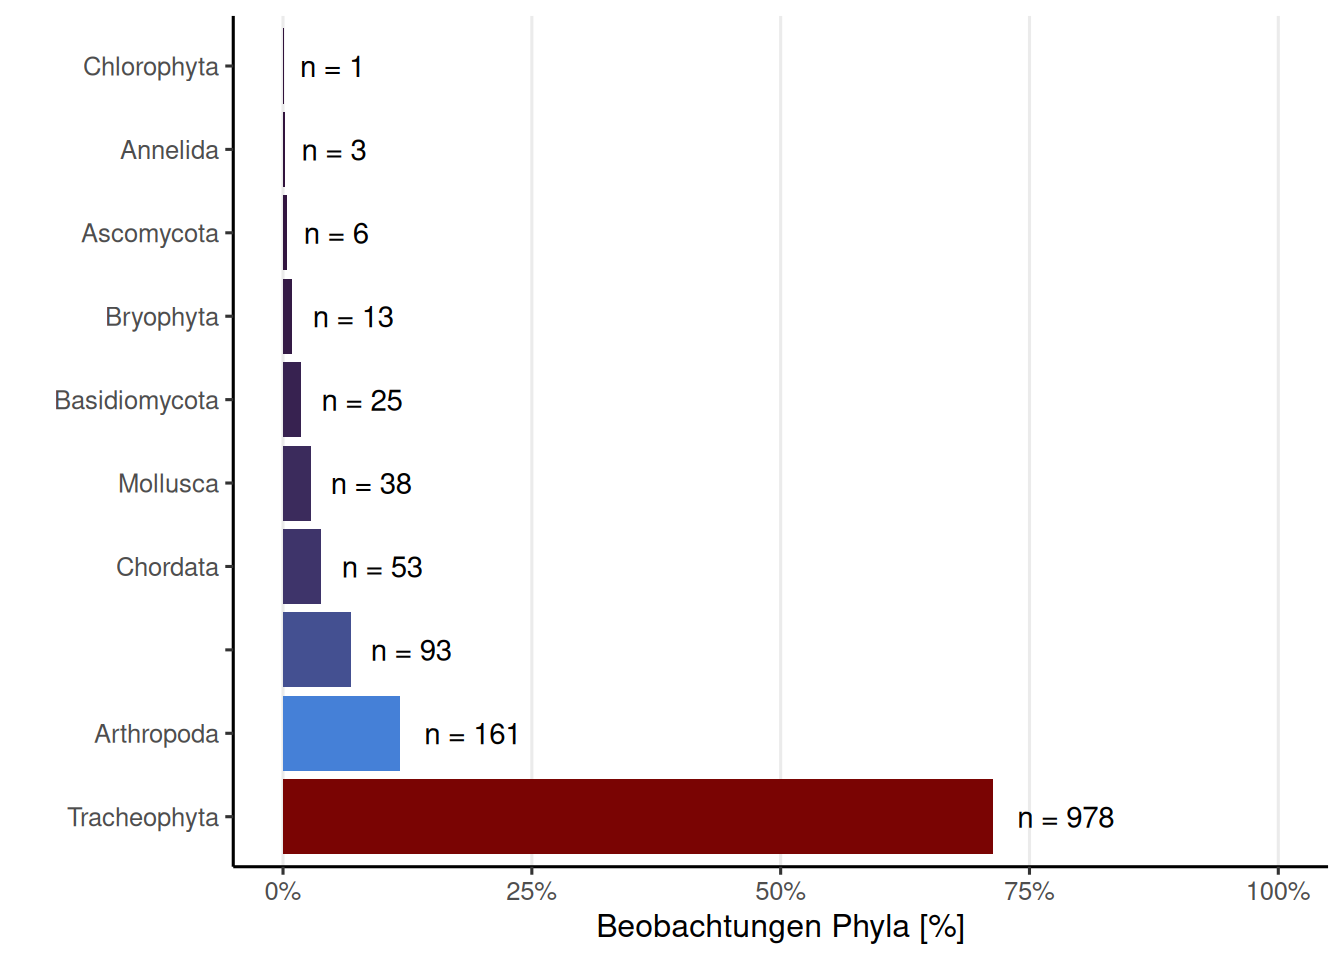 Chlorophyta n = 1
Annelida n = 3
Ascomycota n = 6
Bryophyta n = 13
Basidiomycota n = 25
Mollusca n = 38
Chordata n = 53
n = 93
Arthropoda n = 161
Tracheophyta n = 978
0% 25% 50% 75% 100%
Beobachtungen Phyla [%]